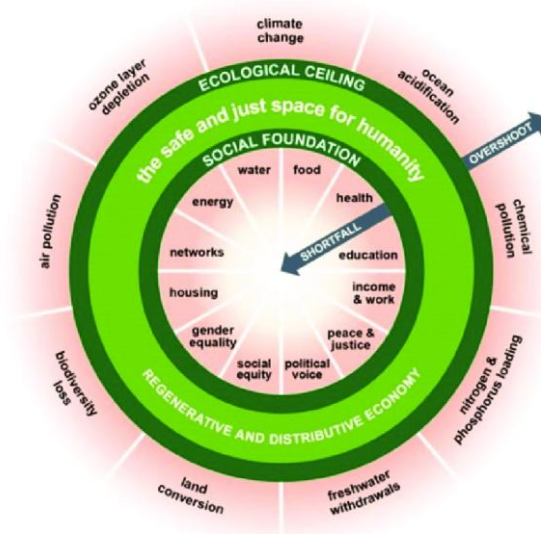 climate
change
ozone layer
depletion
ocean
acidification
ECOLOGICAL CEILING
the safe and just space for humanity
OVERSHOOT
SOCIAL FOUNDATION
water
food
energy
health
air pollution
chemical
pollution
SHORTFALL
networks
education
housing
income
& work
gender
equality
peace &
justice
social
equity
political
voice
biodiversity
loss
nitrogen &
phosphorus loading
REGENERATIVE AND DISTRIBUTIVE ECONOMY
land
conversion
freshwater
withdrawals